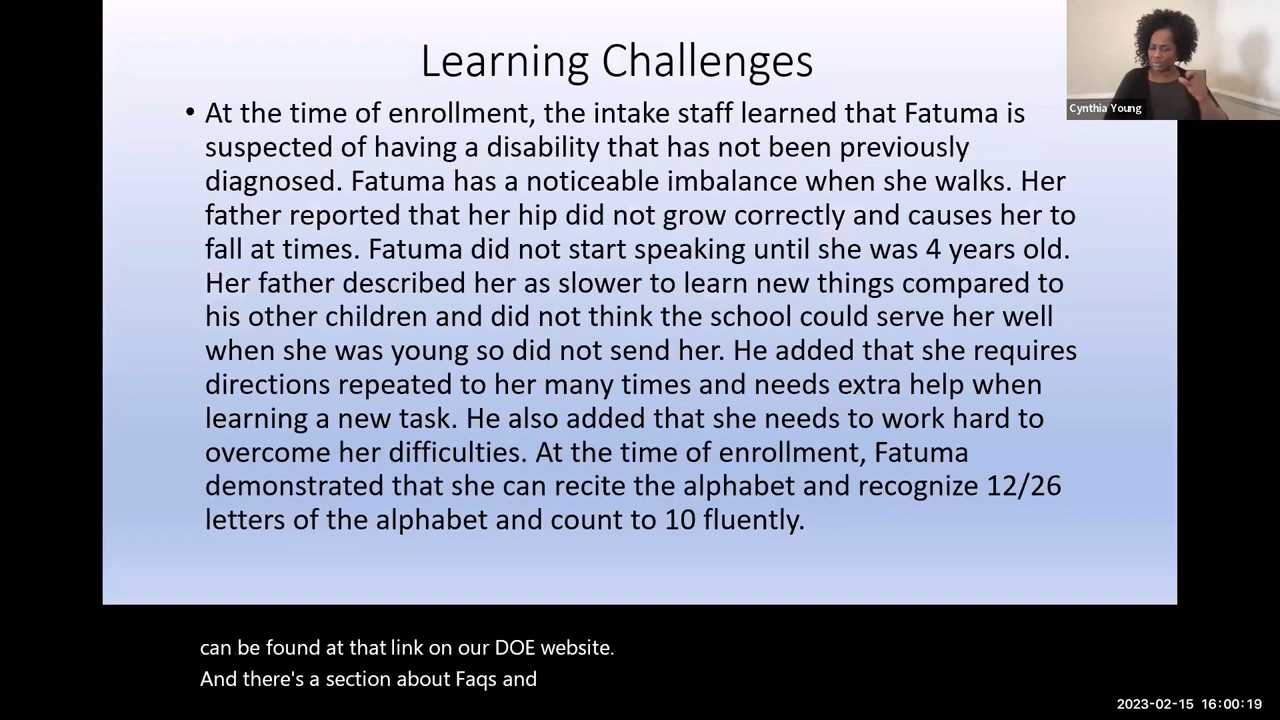 Learning Challenges
• At the time of enrollment, the intake staff learned that Fatuma is
suspected of having a disability that has not been previously
diagnosed. Fatuma has a noticeable imbalance when she walks. Her
father reported that her hip did not grow correctly and causes her to
fall at times. Fatuma did not start speaking until she was 4 years old.
Her father described her as slower to learn new things compared to
his other children and did not think the school could serve her well
when she was young so did not send her. He added that she requires
directions repeated to her many times and needs extra help when
learning a new task. He also added that she needs to work hard to
overcome her difficulties. At the time of enrollment, Fatuma
demonstrated that she can recite the alphabet and recognize 12/26
letters of the alphabet and count to 10 fluently.
Cynthia Young
can be found at that link on our DOE website.
And there's a section about Faqs and
2023-02-15 16:00:19